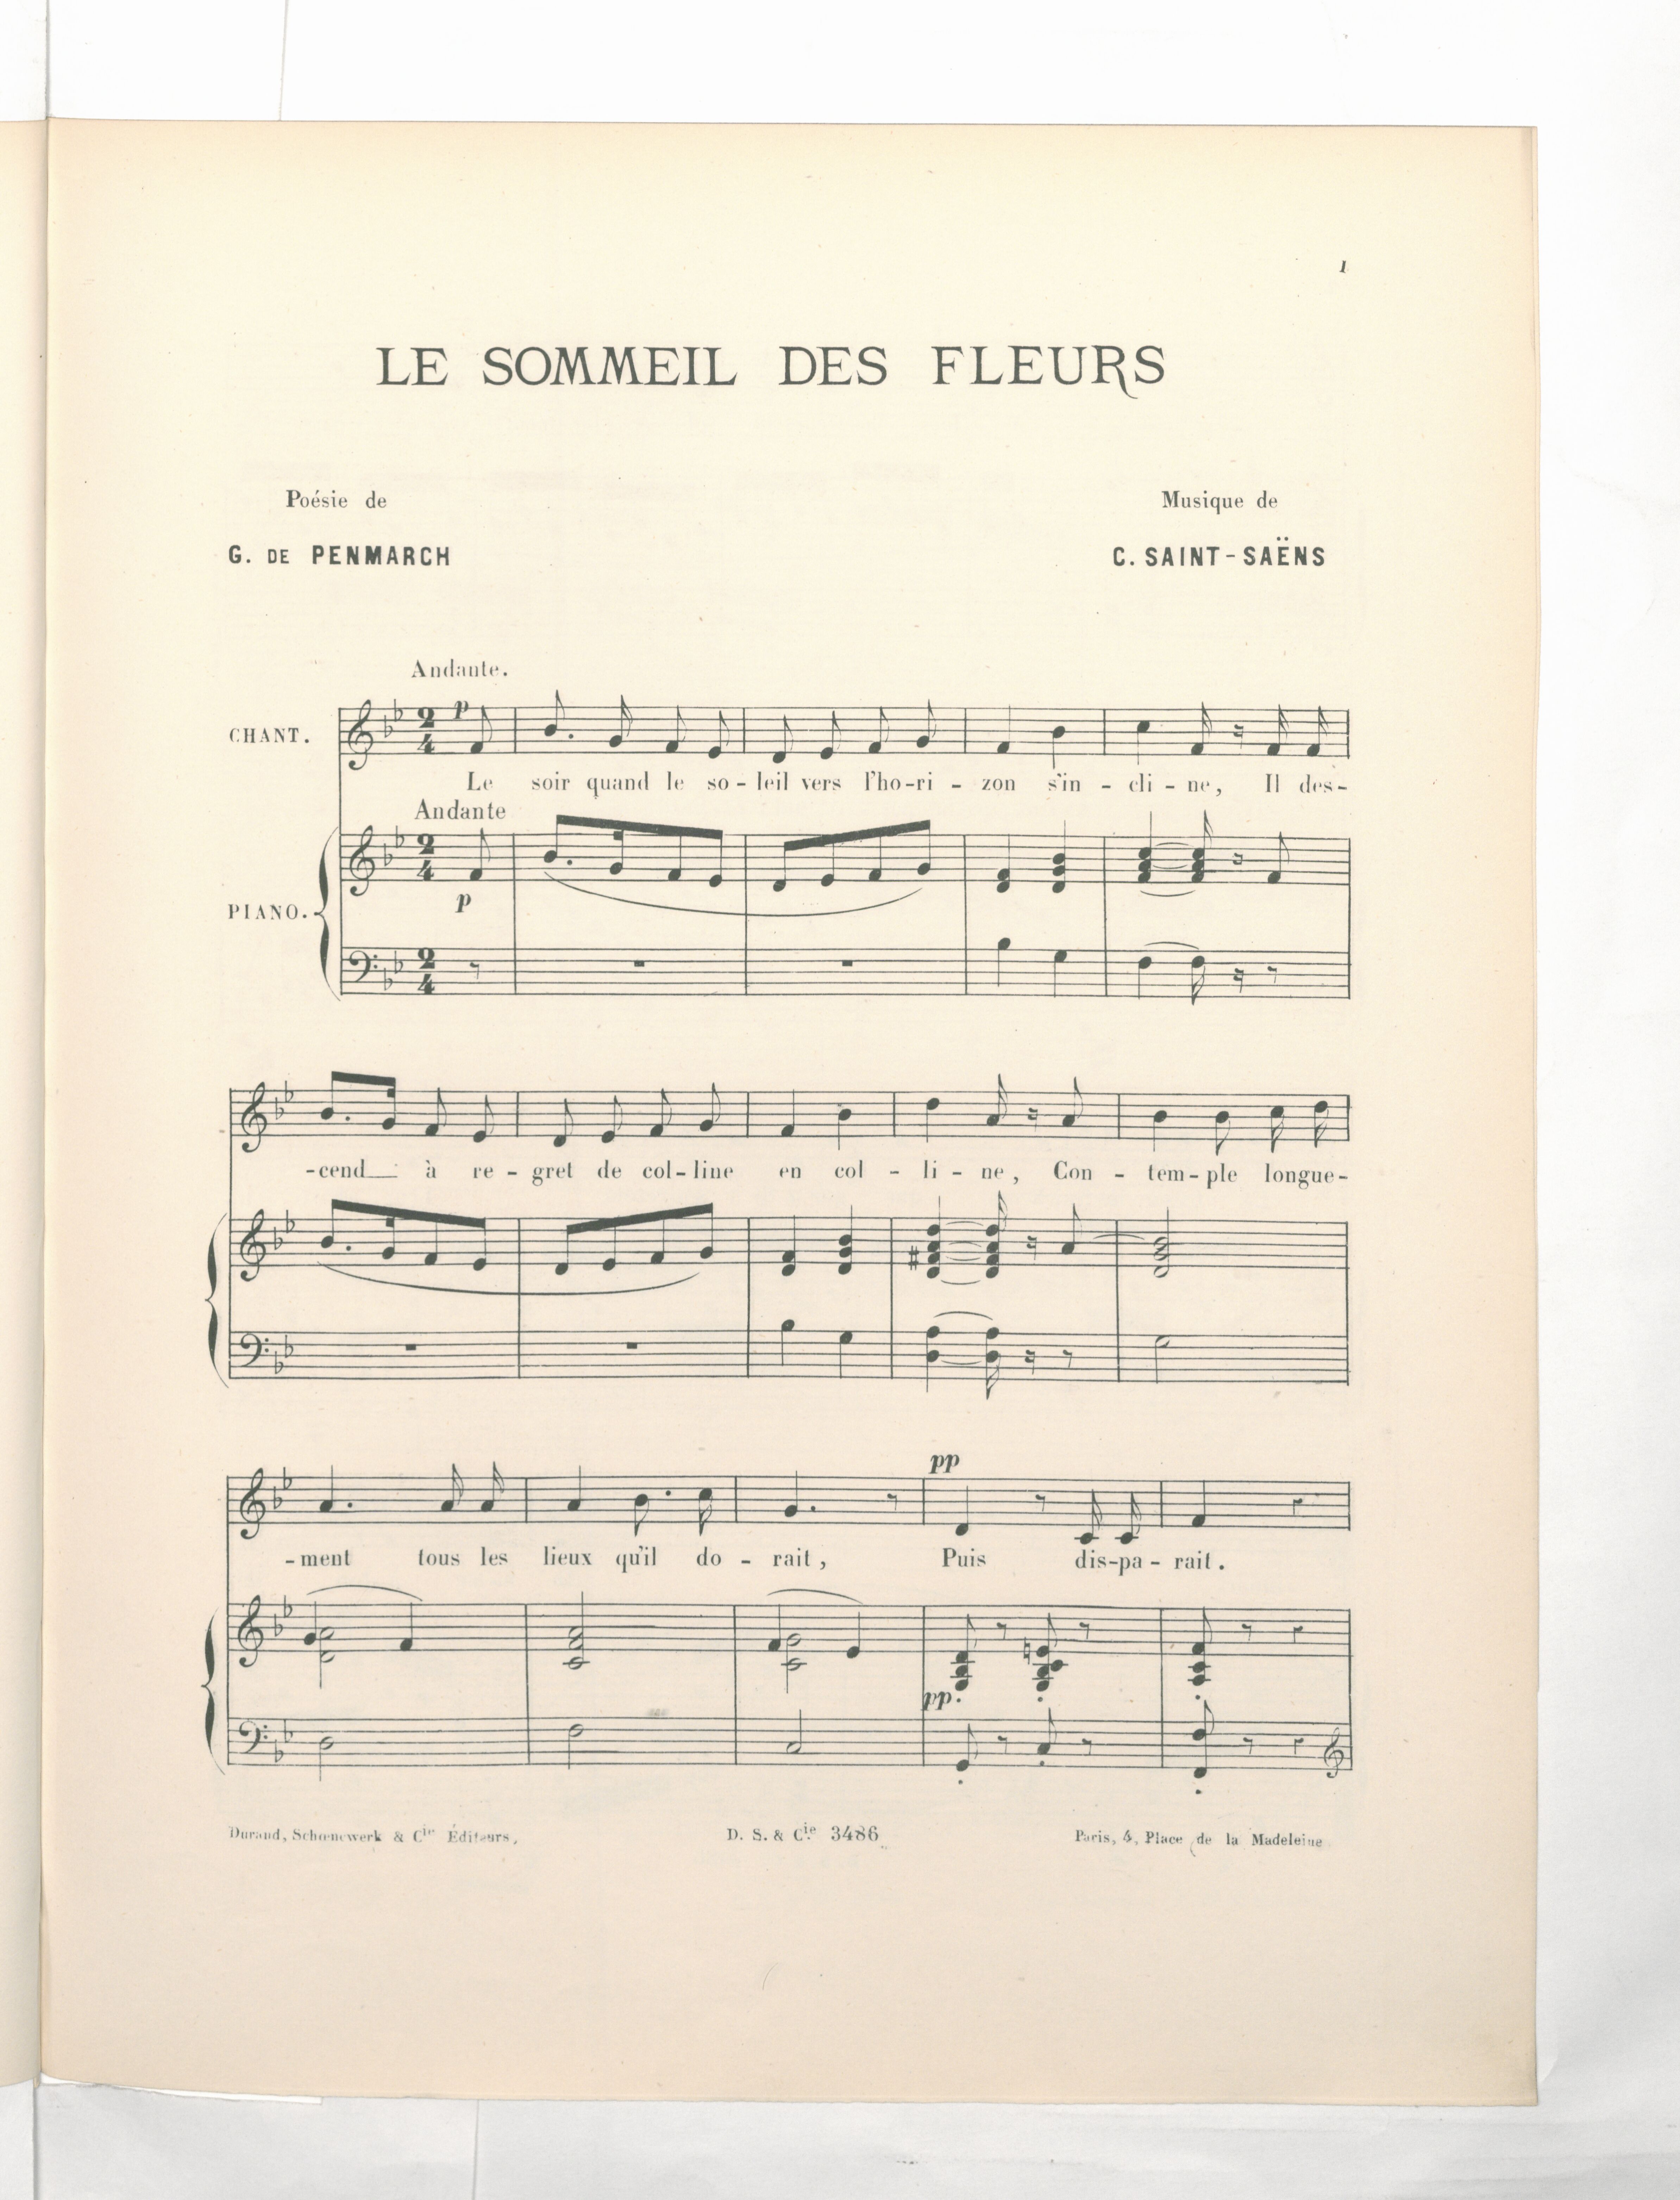 1
LE SOMMEIL DES FLEURS
Poésie de
Musique de
G. DE PENMARCH
C. SAINT-SAËNS
Andante.
p
CHANT.
Le soir quand le so-leil vers l'ho-ri-zon s'in-cli-ne, Il des-
Andante
p
PIANO.
-cend à re-gret de col-line en col-li-ne, Con-tem-ple longue-
pp
-ment tous les lieux qu'il do-rait, Puis dis-pa-rait.
pp
Durand, Schœnewerk & Cie Éditeurs,
D. S. & Cie 3486
Paris, 4, Place de la Madeleine